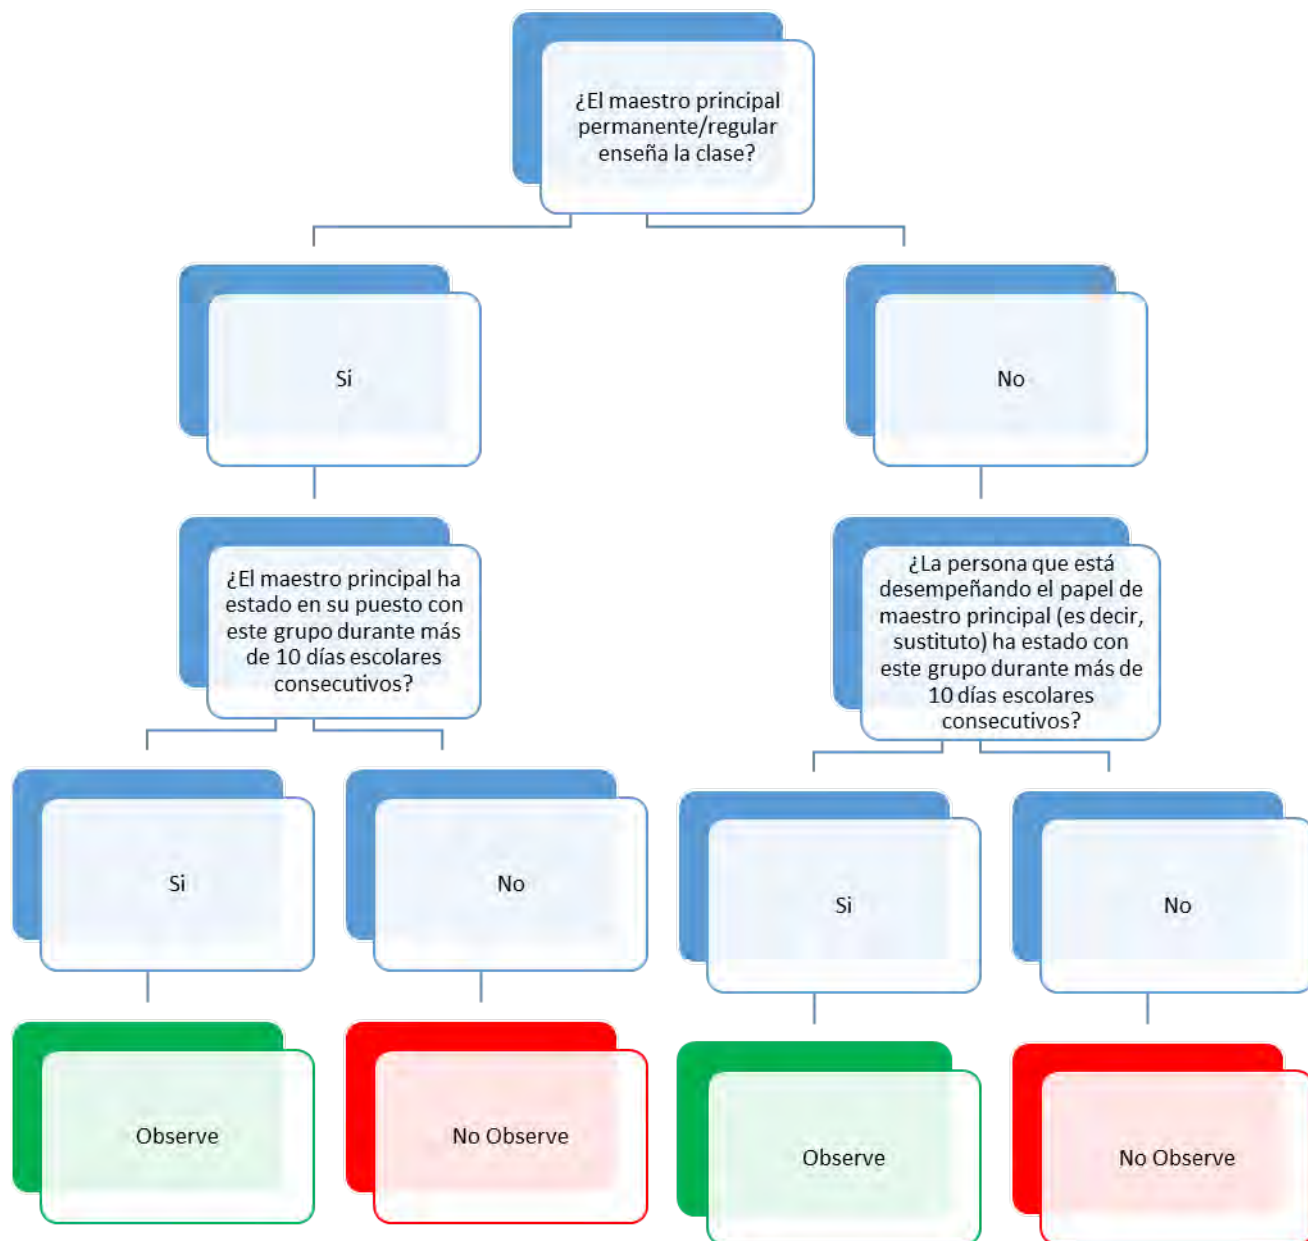 ¿El maestro principal
permanente/regular
enseña la clase?
Si
No
¿El maestro principal ha
estado en su puesto con
este grupo durante más
de 10 días escolares
consecutivos?
¿La persona que está
desempeñando el papel de
maestro principal (es decir,
sustituto) ha estado con
este grupo durante más de
10 días escolares
consecutivos?
Si
No
Si
No
Observe
No Observe
Observe
No Observe